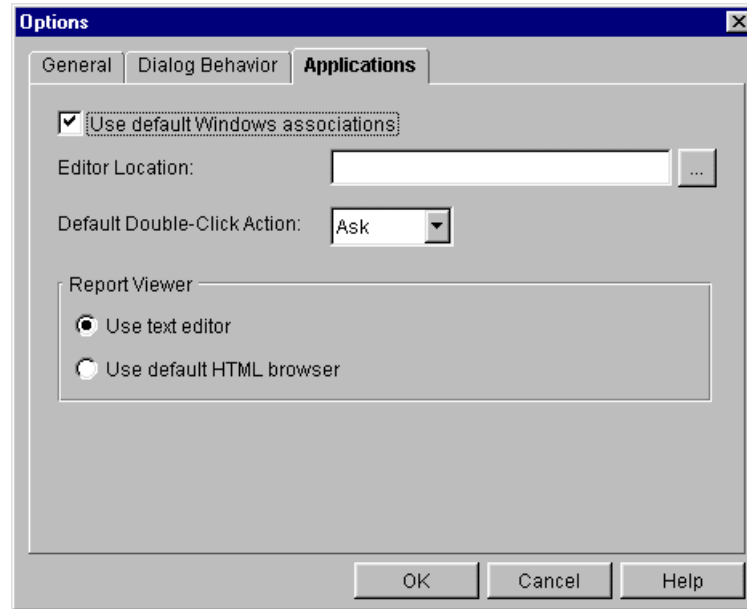 Options
General Dialog Behavior Applications
Use default Windows associations
Editor Location: ...
Default Double-Click Action: Ask
Report Viewer
Use text editor
Use default HTML browser
OK Cancel Help